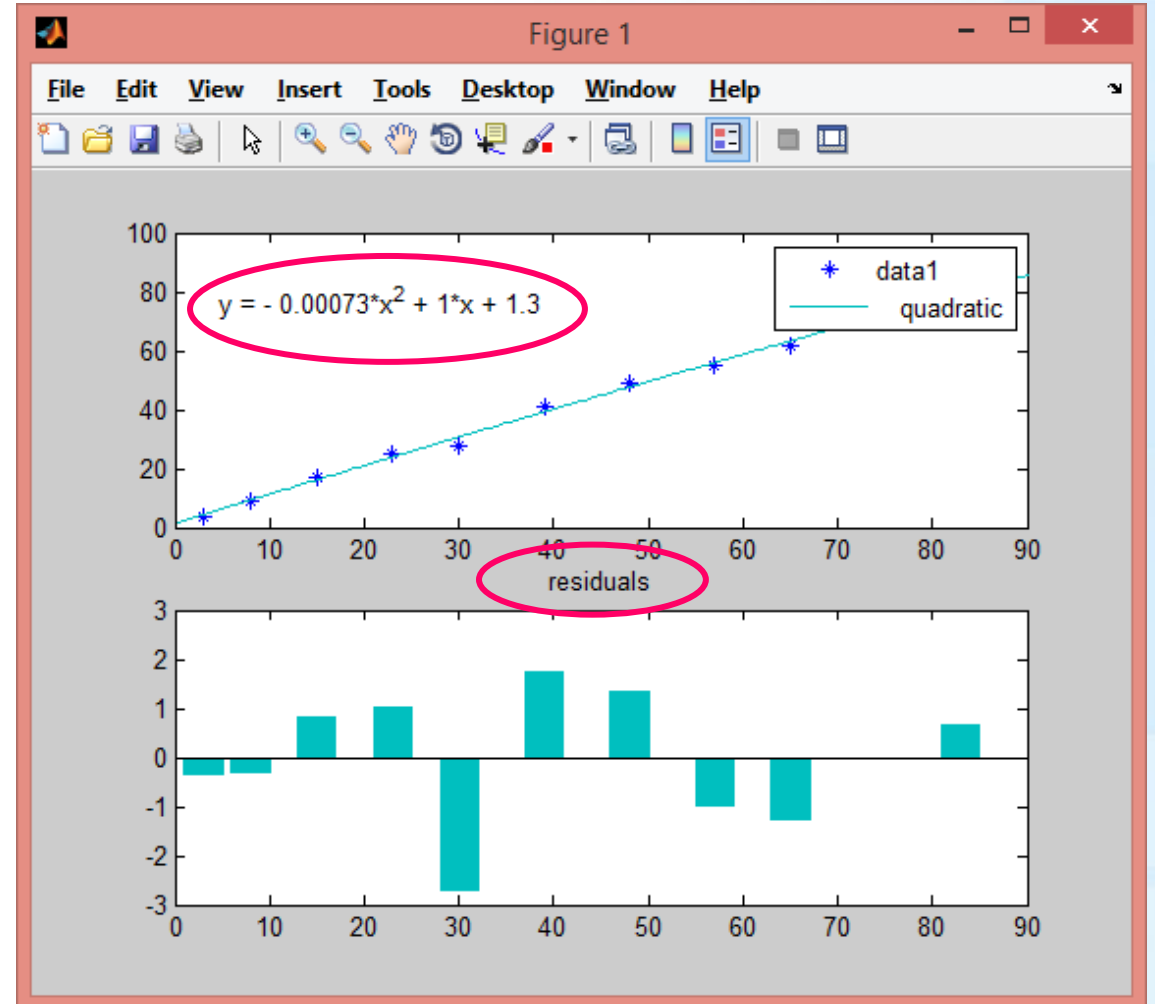 Figure 1
File Edit View Insert Tools Desktop Window Help
100
80
60
40
20
0
y = - 0.00073*x² + 1*x + 1.3
data1
quadratic
0 10 20 30 40 50 60 70 80 90
residuals
3
2
1
0
-1
-2
-3
0 10 20 30 40 50 60 70 80 90